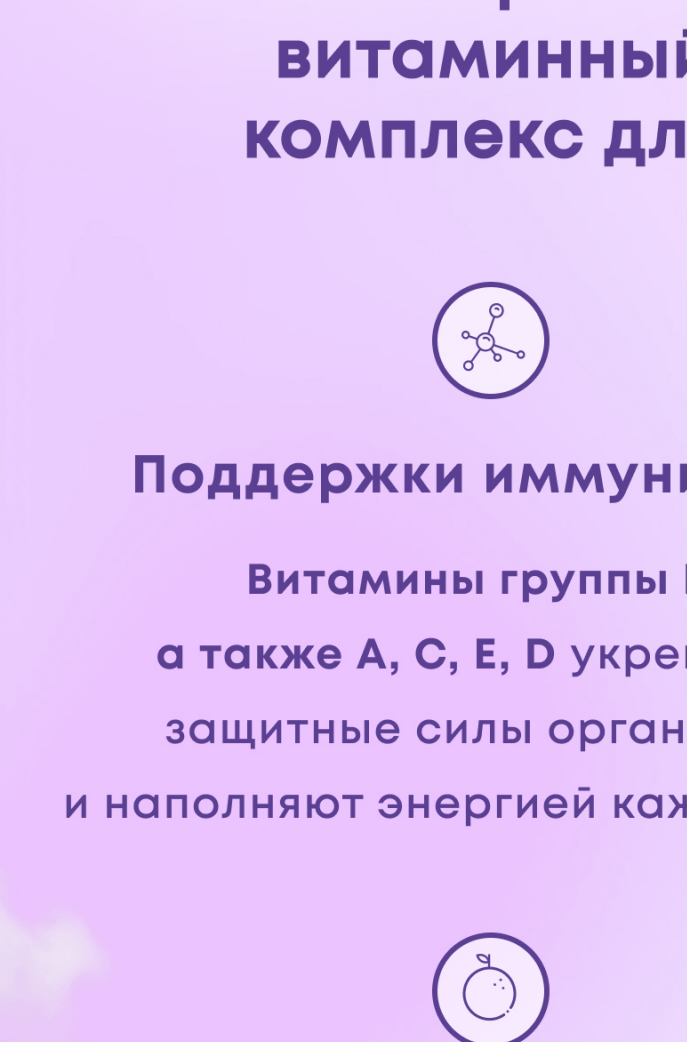 витаминный
комплекс дл
Поддержки иммун
Витамины группы
а также А, С, Е, D укре
защитные силы орган
и наполняют энергией каж